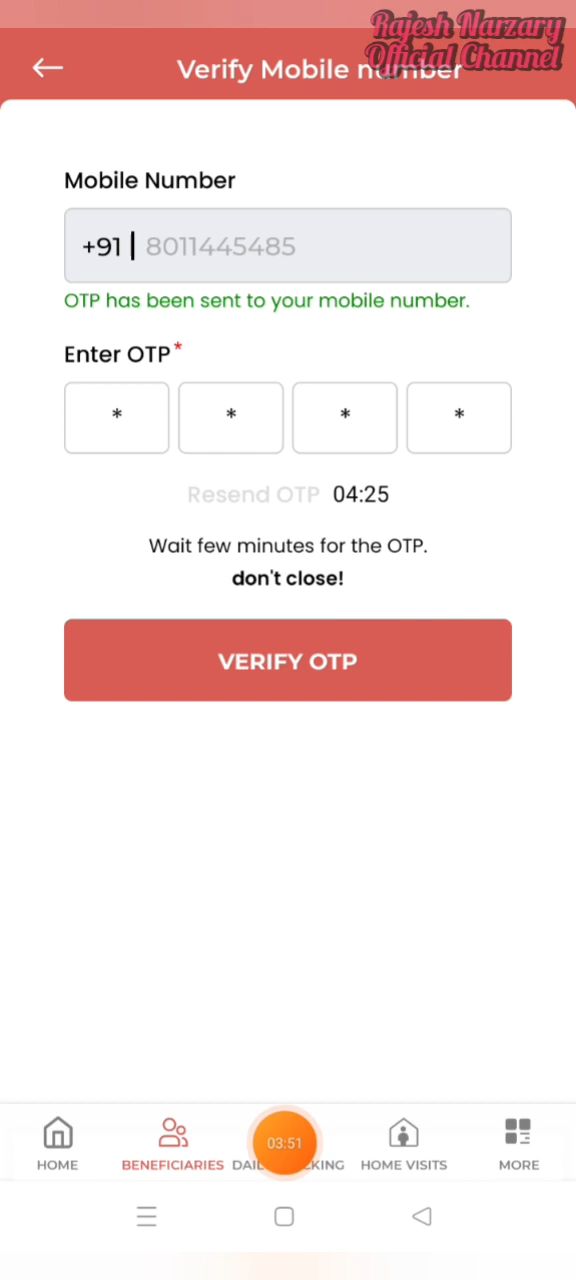 Rajesh Narzary
Official Channel
Verify Mobile number
Mobile Number
+91 8011445485
OTP has been sent to your mobile number.
Enter OTP*
* * * *
Resend OTP 04:25
Wait few minutes for the OTP.
don't close!
VERIFY OTP
03:51
HOME BENEFICIARIES DAIL KING HOME VISITS MORE